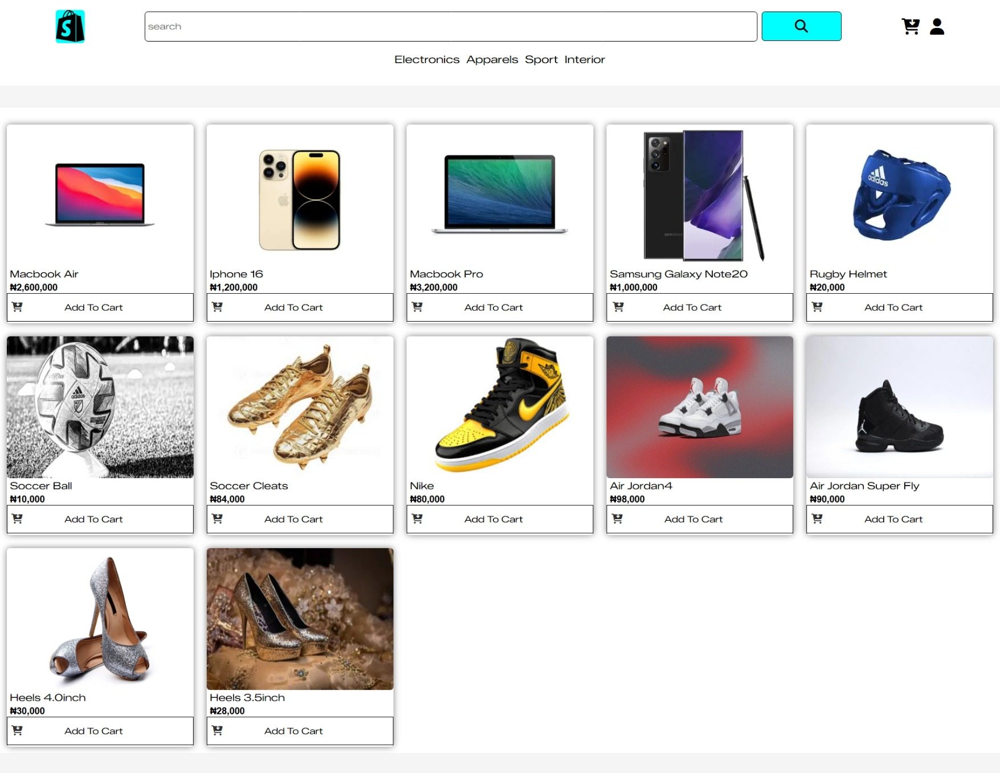 S
search
Electronics Apparels Sport Interior
SAMSUNG
adidas
Macbook Air
₦2,600,000
Add To Cart
Iphone 16
₦1,200,000
Add To Cart
Macbook Pro
₦3,200,000
Add To Cart
Samsung Galaxy Note20
₦1,000,000
Add To Cart
Rugby Helmet
₦20,000
Add To Cart
adidas
Soccer Ball
₦10,000
Add To Cart
Soccer Cleats
₦84,000
Add To Cart
Nike
₦80,000
Add To Cart
Air Jordan4
₦98,000
Add To Cart
Air Jordan Super Fly
₦90,000
Add To Cart
Heels 4.0inch
₦30,000
Add To Cart
Heels 3.5inch
₦28,000
Add To Cart